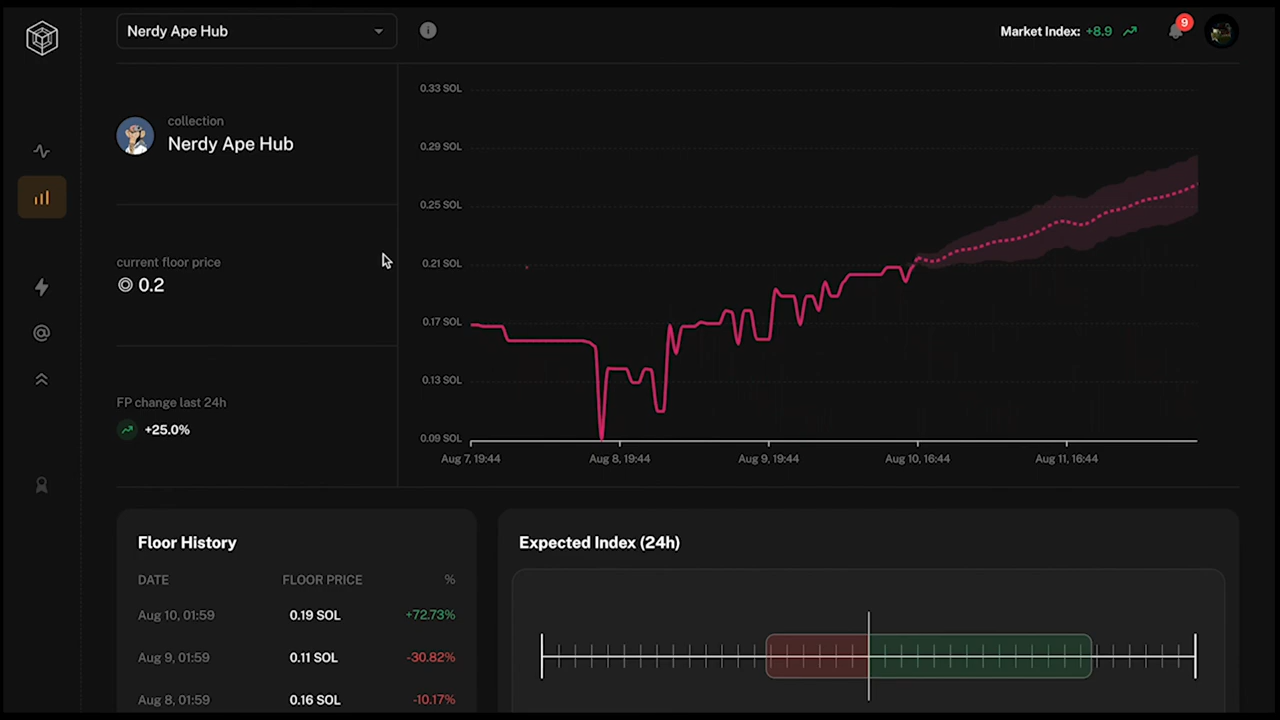 Nerdy Ape Hub
i
Market Index: +8.9
9
collection
Nerdy Ape Hub
current floor price
0.2
FP change last 24h
+25.0%
0.33 SOL
0.29 SOL
0.25 SOL
0.21 SOL
0.17 SOL
0.13 SOL
0.09 SOL
Aug 7, 19:44 Aug 8, 19:44 Aug 9, 19:44 Aug 10, 16:44 Aug 11, 16:44
Floor History
DATE FLOOR PRICE %
Aug 10, 01:59 0.19 SOL +72.73%
Aug 9, 01:59 0.11 SOL -30.82%
Aug 8, 01:59 0.16 SOL -10.17%
Expected Index (24h)